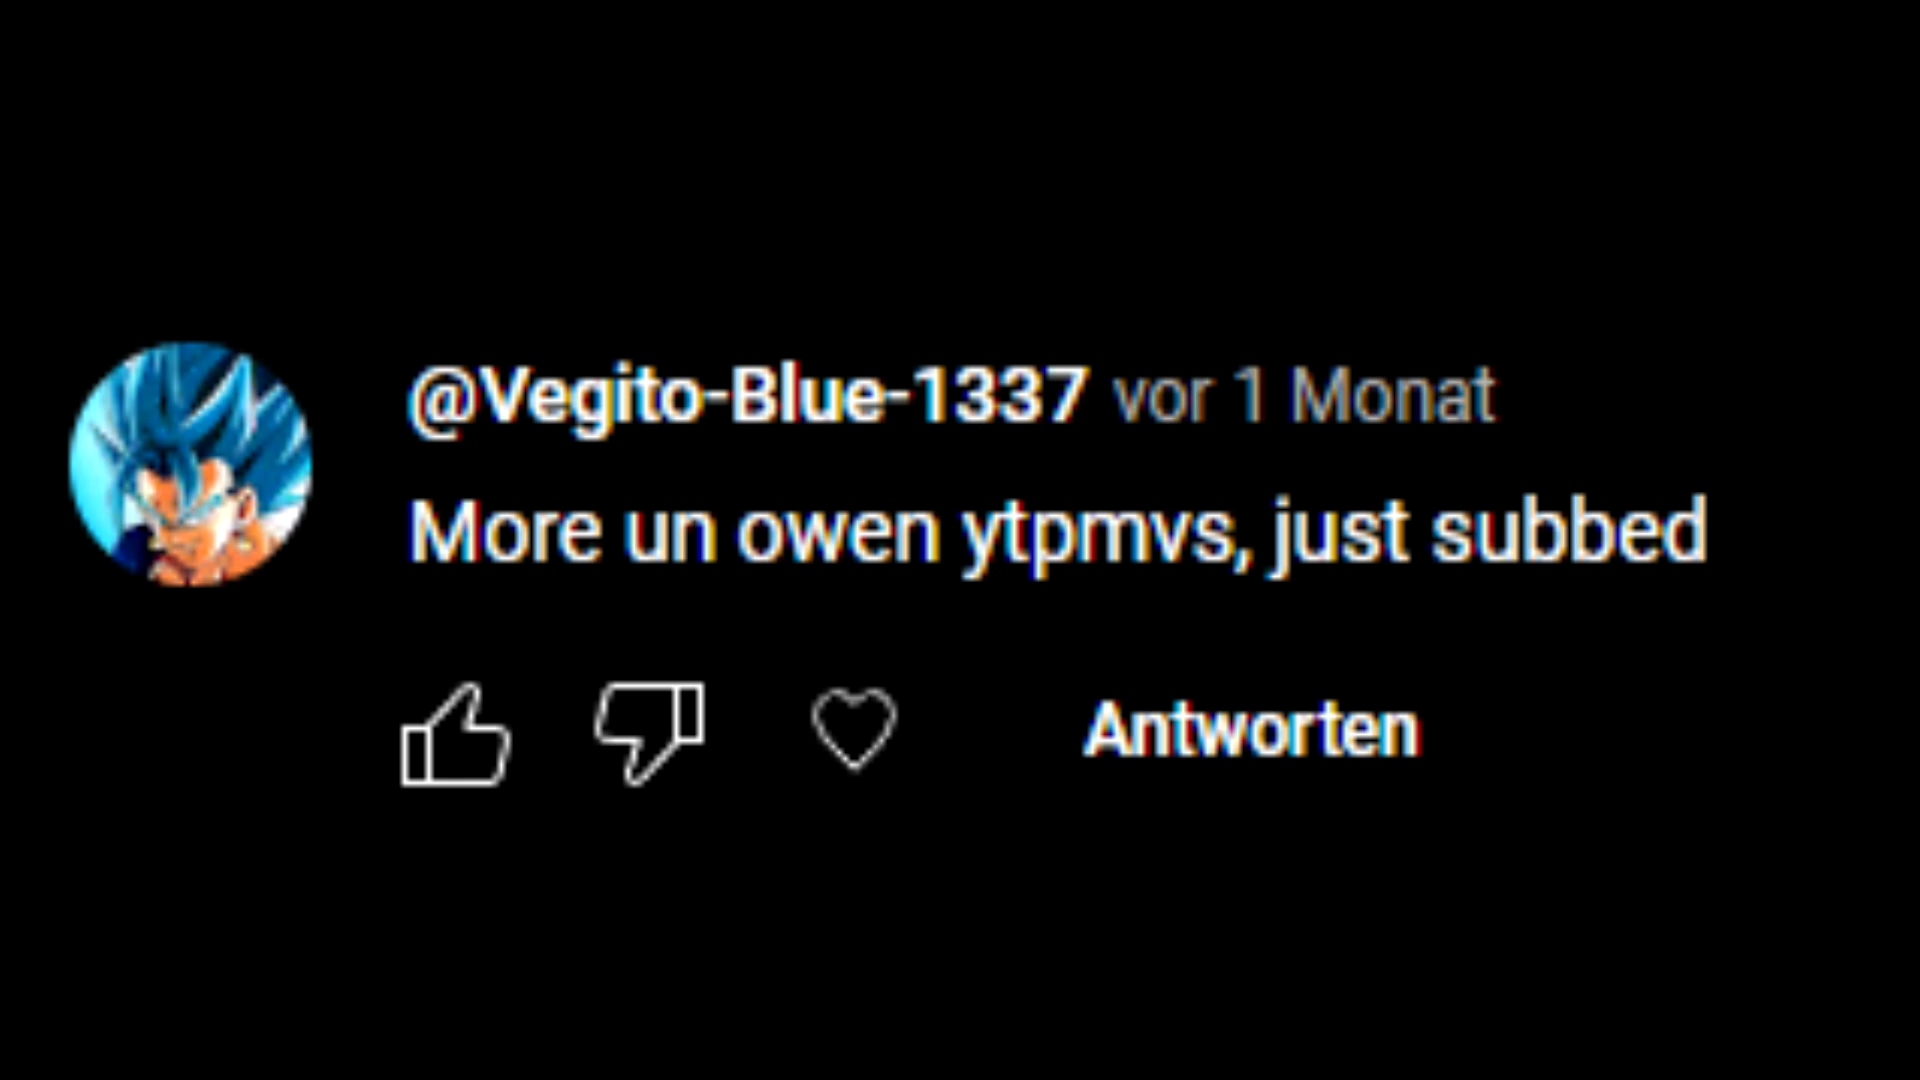 @Vegito-Blue-1337 vor 1 Monat
More un owen ytpmvs, just subbed
Antworten